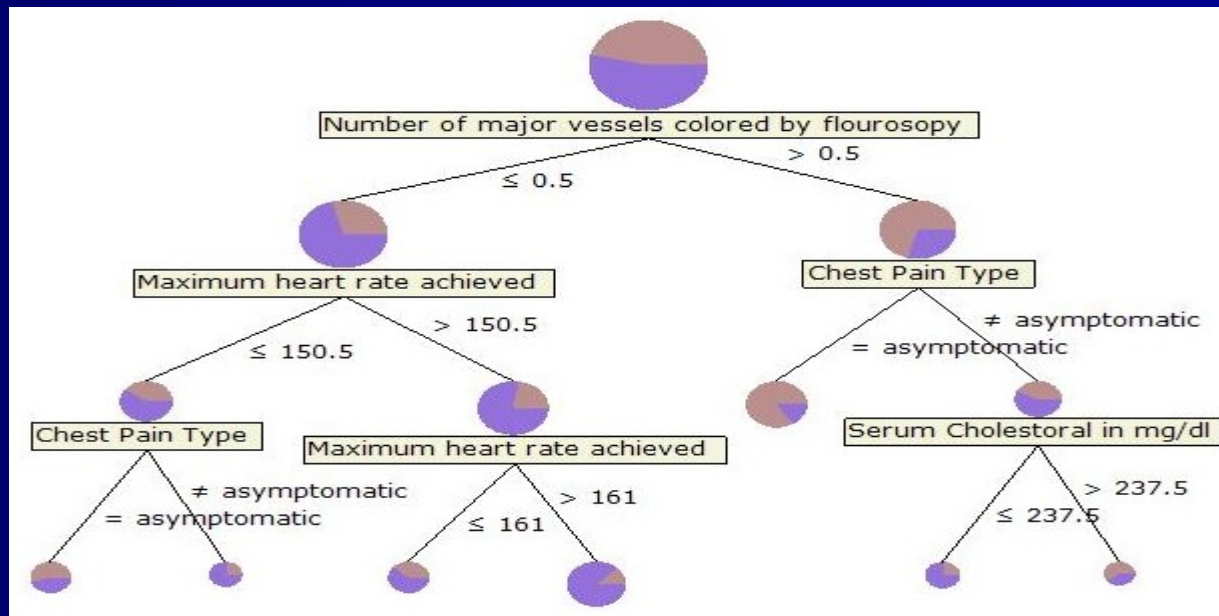 Number of major vessels colored by flourosopy
≤ 0.5
> 0.5
Maximum heart rate achieved
Chest Pain Type
≤ 150.5
> 150.5
= asymptomatic
≠ asymptomatic
Chest Pain Type
Maximum heart rate achieved
Serum Cholestoral in mg/dl
= asymptomatic
≠ asymptomatic
≤ 161
> 161
≤ 237.5
> 237.5